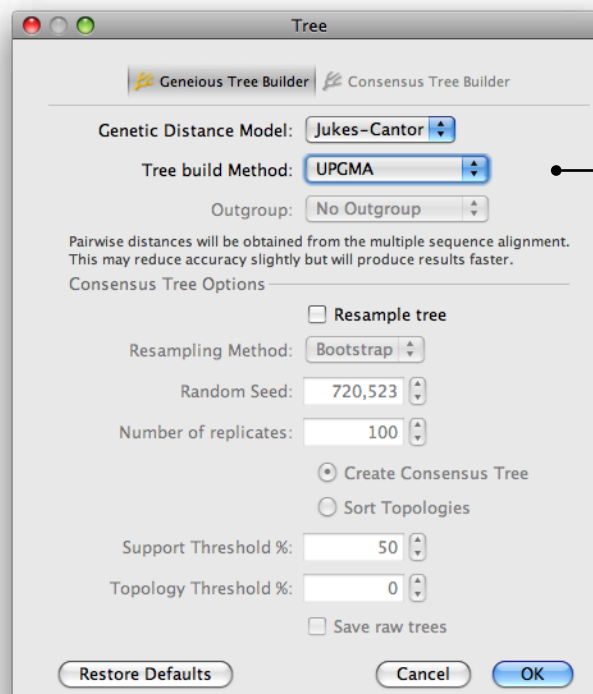 Tree
Geneious Tree Builder Consensus Tree Builder
Genetic Distance Model: Jukes-Cantor
Tree build Method: UPGMA
Outgroup: No Outgroup
Pairwise distances will be obtained from the multiple sequence alignment.
This may reduce accuracy slightly but will produce results faster.
Consensus Tree Options
Resample tree
Resampling Method: Bootstrap
Random Seed: 720,523
Number of replicates: 100
Create Consensus Tree
Sort Topologies
Support Threshold %: 50
Topology Threshold %: 0
Save raw trees
Restore Defaults Cancel OK